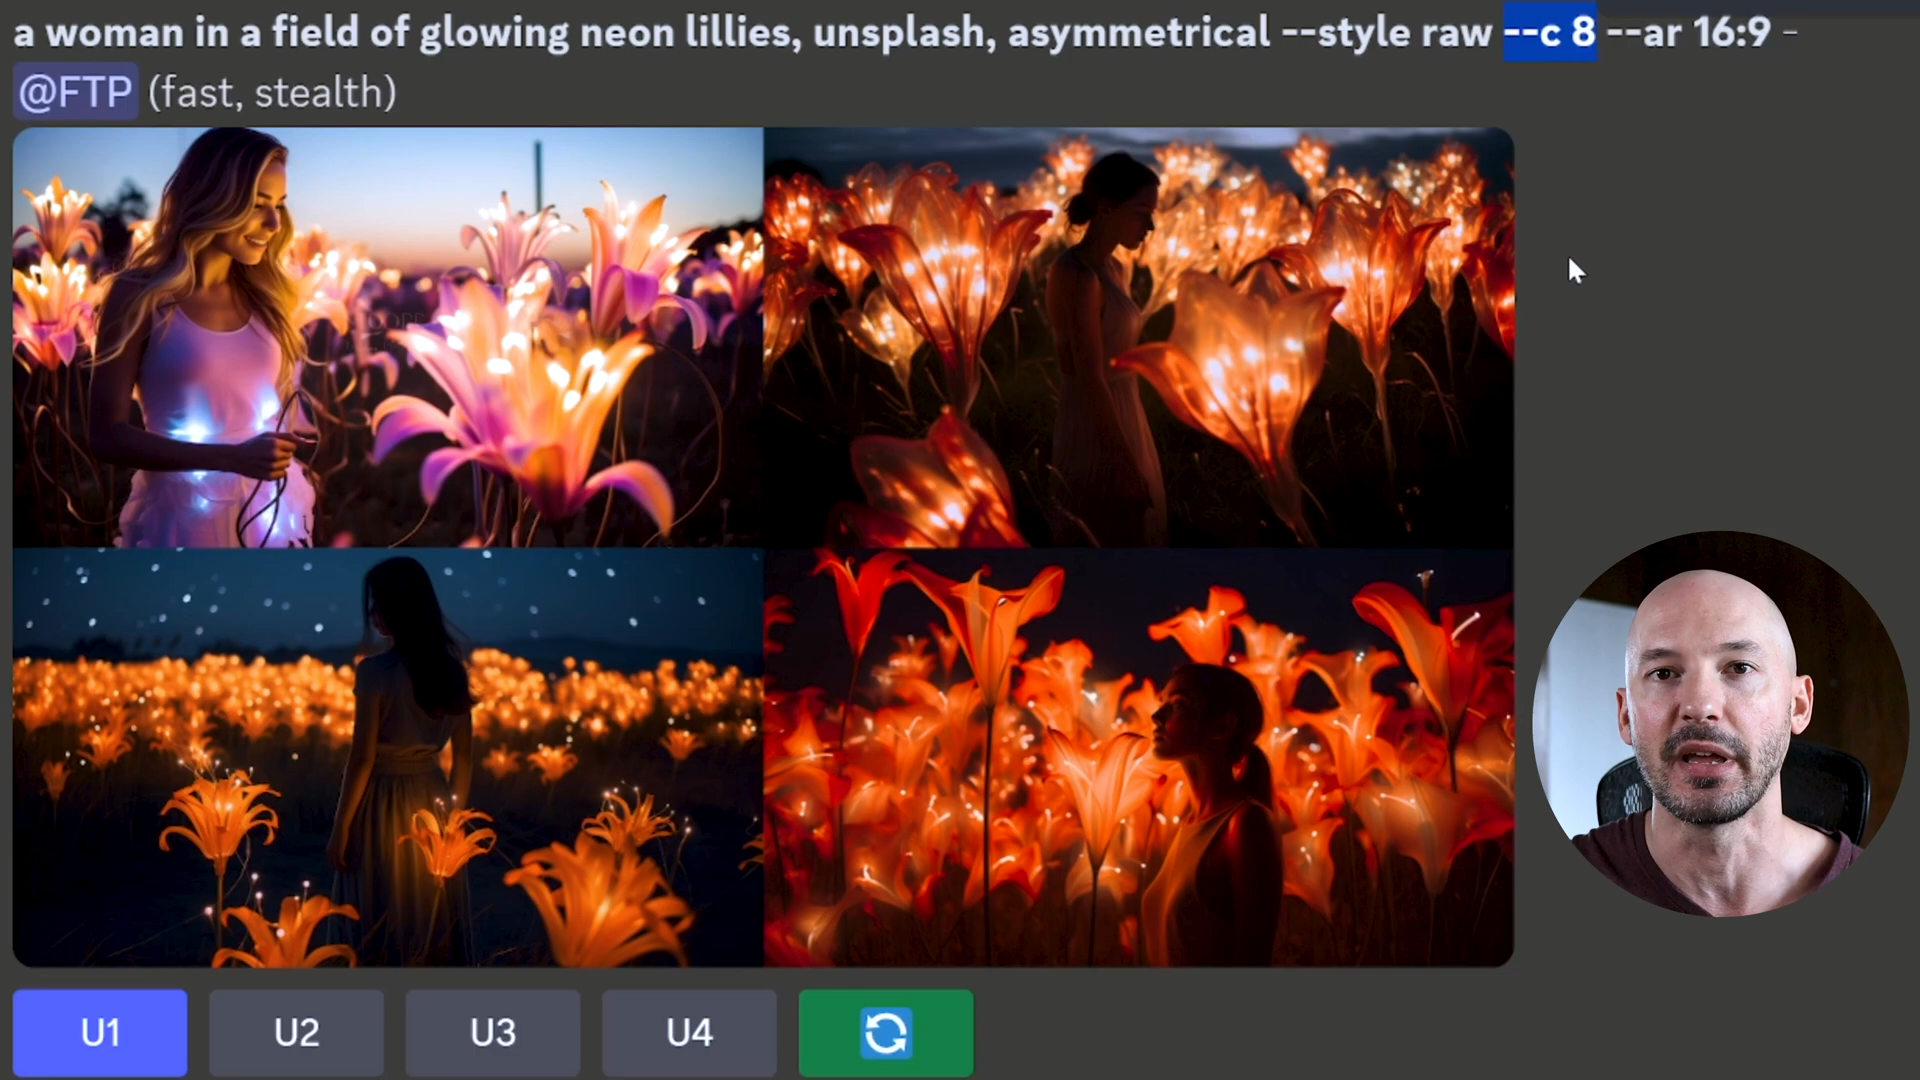 a woman in a field of glowing neon lillies, unsplash, asymmetrical --style raw --c 8 --ar 16:9 -
@FTP (fast, stealth)
U1 U2 U3 U4